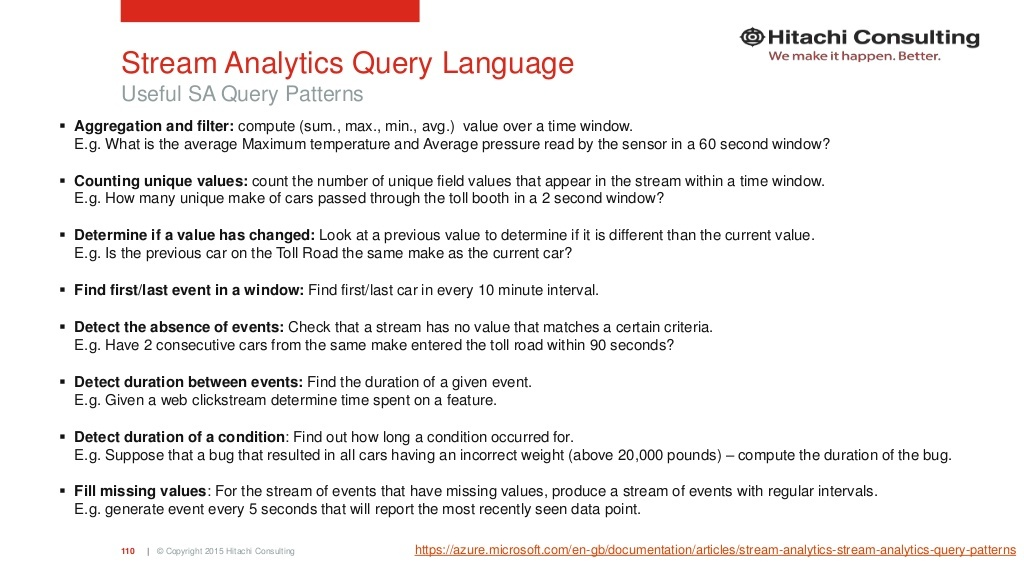 Hitachi Consulting
We make it happen. Better.
Stream Analytics Query Language
Useful SA Query Patterns
▪ Aggregation and filter: compute (sum., max., min., avg.) value over a time window.
E.g. What is the average Maximum temperature and Average pressure read by the sensor in a 60 second window?
▪ Counting unique values: count the number of unique field values that appear in the stream within a time window.
E.g. How many unique make of cars passed through the toll booth in a 2 second window?
▪ Determine if a value has changed: Look at a previous value to determine if it is different than the current value.
E.g. Is the previous car on the Toll Road the same make as the current car?
▪ Find first/last event in a window: Find first/last car in every 10 minute interval.
▪ Detect the absence of events: Check that a stream has no value that matches a certain criteria.
E.g. Have 2 consecutive cars from the same make entered the toll road within 90 seconds?
▪ Detect duration between events: Find the duration of a given event.
E.g. Given a web clickstream determine time spent on a feature.
▪ Detect duration of a condition: Find out how long a condition occurred for.
E.g. Suppose that a bug that resulted in all cars having an incorrect weight (above 20,000 pounds) – compute the duration of the bug.
▪ Fill missing values: For the stream of events that have missing values, produce a stream of events with regular intervals.
E.g. generate event every 5 seconds that will report the most recently seen data point.
110 | © Copyright 2015 Hitachi Consulting
https://azure.microsoft.com/en-gb/documentation/articles/stream-analytics-stream-analytics-query-patterns